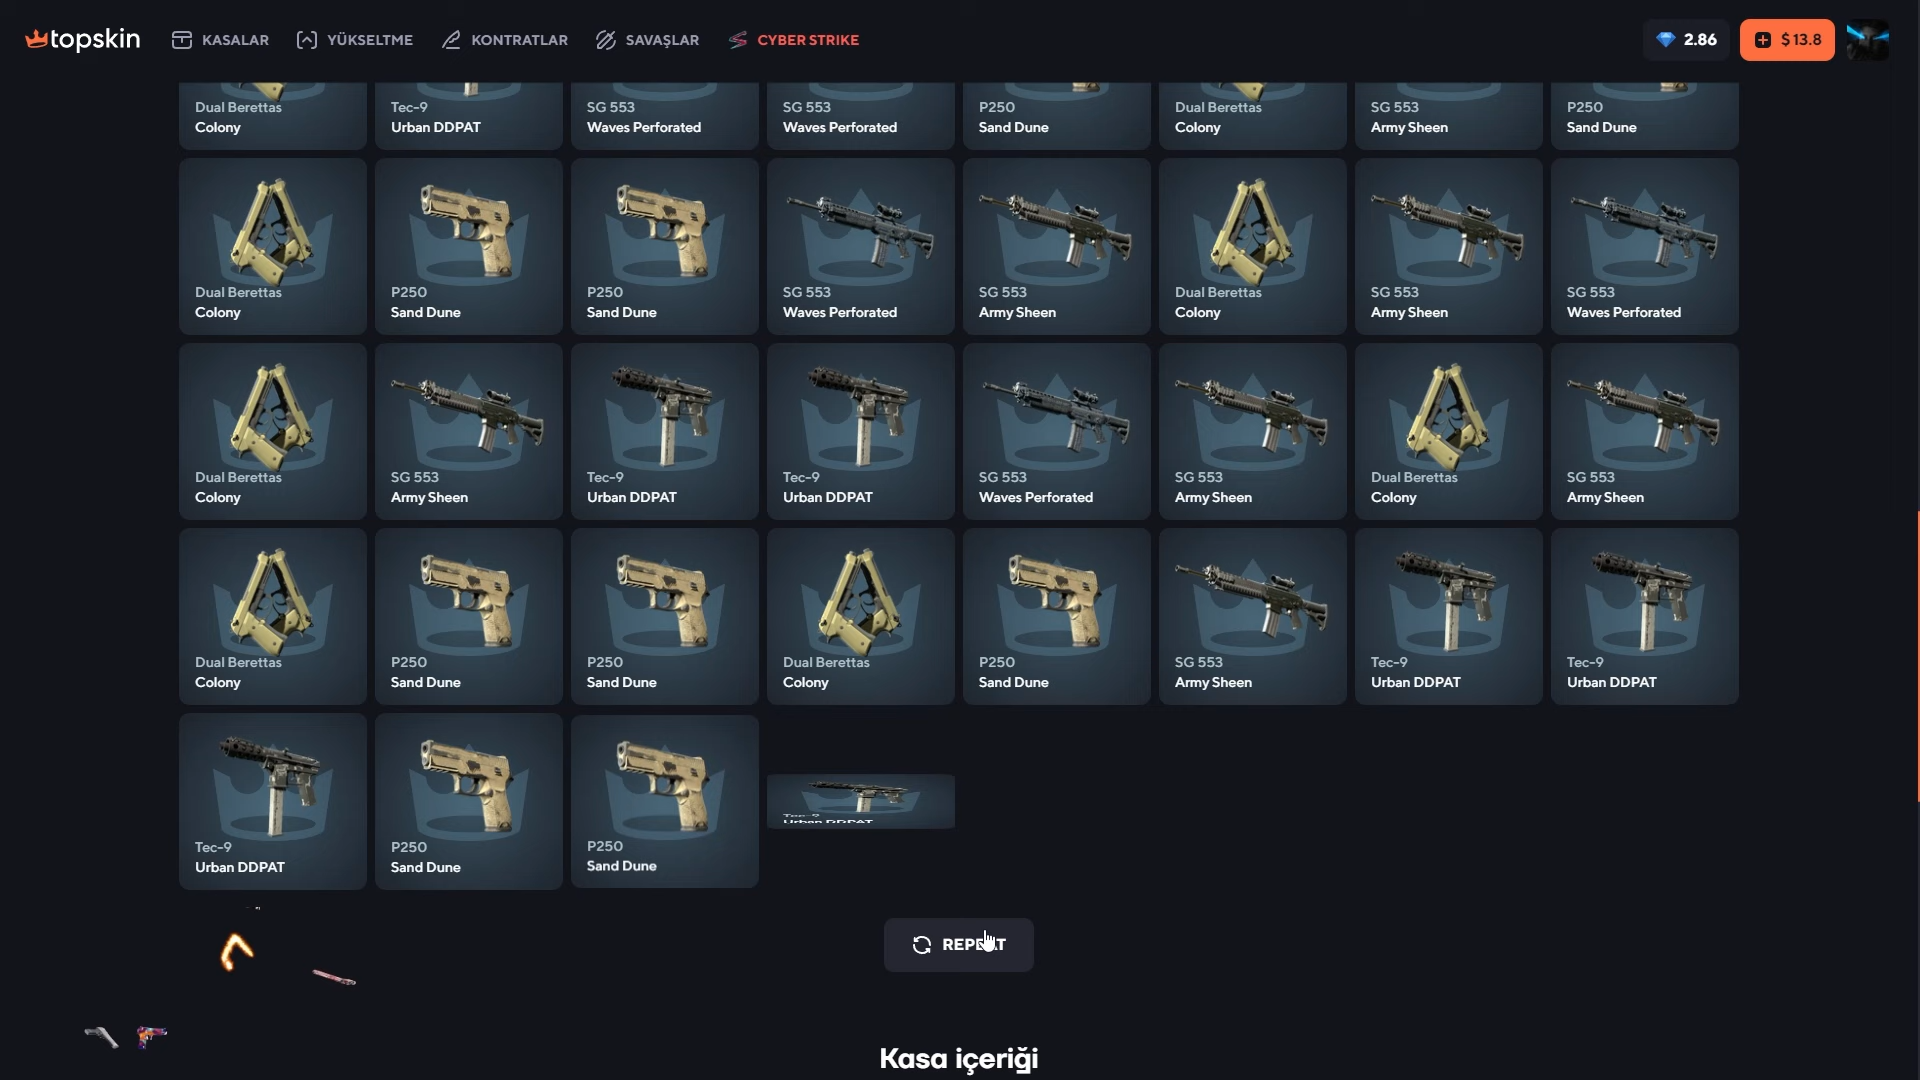 topskin
KASALAR
YÜKSELTME
KONTRATLAR
SAVAŞLAR
CYBER STRIKE
2.86
$ 13.8
Dual Berettas
Colony
Tec-9
Urban DDPAT
SG 553
Waves Perforated
SG 553
Waves Perforated
P250
Sand Dune
Dual Berettas
Colony
SG 553
Army Sheen
P250
Sand Dune
Dual Berettas
Colony
P250
Sand Dune
P250
Sand Dune
SG 553
Waves Perforated
SG 553
Army Sheen
Dual Berettas
Colony
SG 553
Army Sheen
SG 553
Waves Perforated
Dual Berettas
Colony
SG 553
Army Sheen
Tec-9
Urban DDPAT
Tec-9
Urban DDPAT
SG 553
Waves Perforated
SG 553
Army Sheen
Dual Berettas
Colony
SG 553
Army Sheen
Dual Berettas
Colony
P250
Sand Dune
P250
Sand Dune
Dual Berettas
Colony
P250
Sand Dune
SG 553
Army Sheen
Tec-9
Urban DDPAT
Tec-9
Urban DDPAT
Tec-9
Urban DDPAT
P250
Sand Dune
P250
Sand Dune
Tec-9
Urban DDPAT
REPEAT
Kasa içeriği